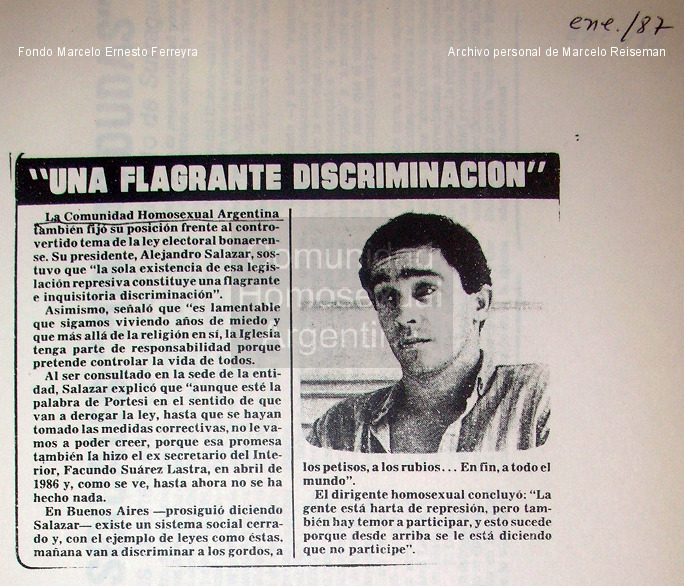 ene./87
Fondo Marcelo Ernesto Ferreyra
Archivo personal de Marcelo Reiseman
"UNA FLAGRANTE DISCRIMINACION"
La Comunidad Homosexual Argentina
también fijó su posición frente al contro-
vertido tema de la ley electoral bonaeren-
se. Su presidente, Alejandro Salazar, sos-
tuvo que "la sola existencia de esa legis-
lación represiva constituye una flagrante
e inquisitoria discriminación".
Asimismo, señaló que "es lamentable
que sigamos viviendo años de miedo y
que más allá de la religión en sí, la Iglesia
tenga parte de responsabilidad porque
pretende controlar la vida de todos.
Al ser consultado en la sede de la enti-
dad, Salazar explicó que "aunque esté la
palabra de Portesi en el sentido de que
van a derogar la ley, hasta que se hayan
tomado las medidas correctivas, no le va-
mos a poder creer, porque esa promesa
también la hizo el ex secretario del Inte-
rior, Facundo Suárez Lastra, en abril de
1986 y, como se ve, hasta ahora no se ha
hecho nada.
En Buenos Aires —prosiguió diciendo
Salazar— existe un sistema social cerra-
do y, con el ejemplo de leyes como éstas,
mañana van a discriminar a los gordos, a
los petisos, a los rubios... En fin, a todo el
mundo".
El dirigente homosexual concluyó: "La
gente está harta de represión, pero tam-
bién hay temor a participar, y esto sucede
porque desde arriba se le está diciendo
que no participe".
Comunidad
Homosexual
Argentina